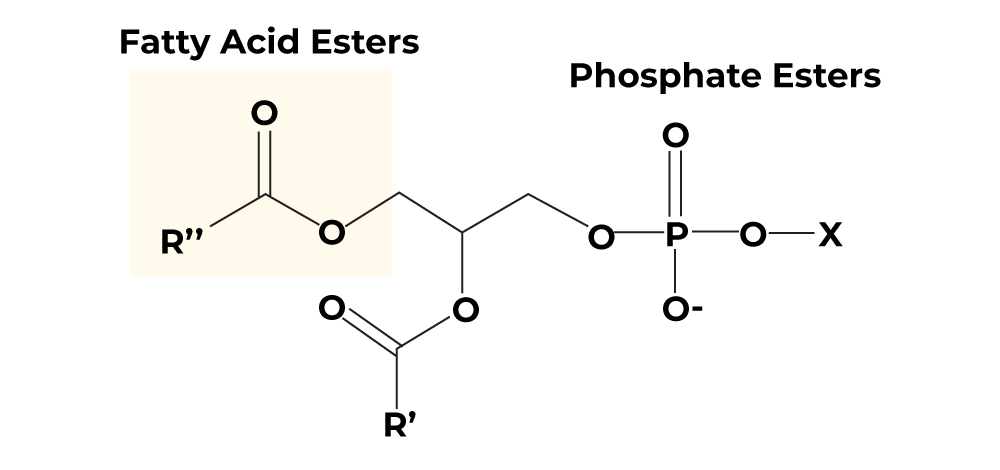 Fatty Acid Esters
Phosphate Esters
O
O
R’’
O
O
P
O
X
O
O
O-
R’